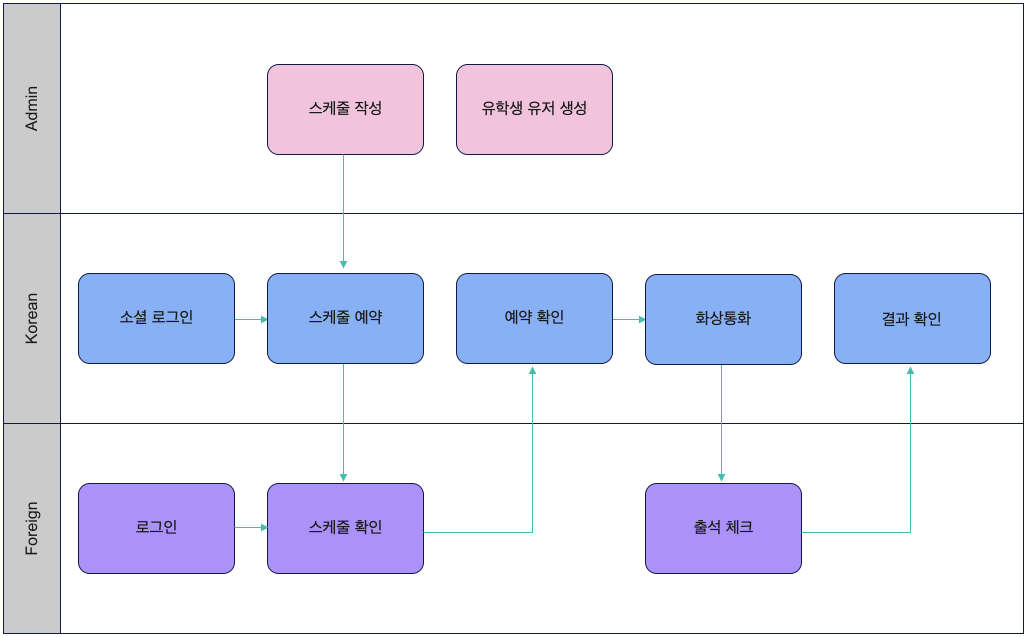 Admin
스케줄 작성
유학생 유저 생성
Korean
소셜 로그인
스케줄 예약
예약 확인
화상통화
결과 확인
Foreign
로그인
스케줄 확인
출석 체크